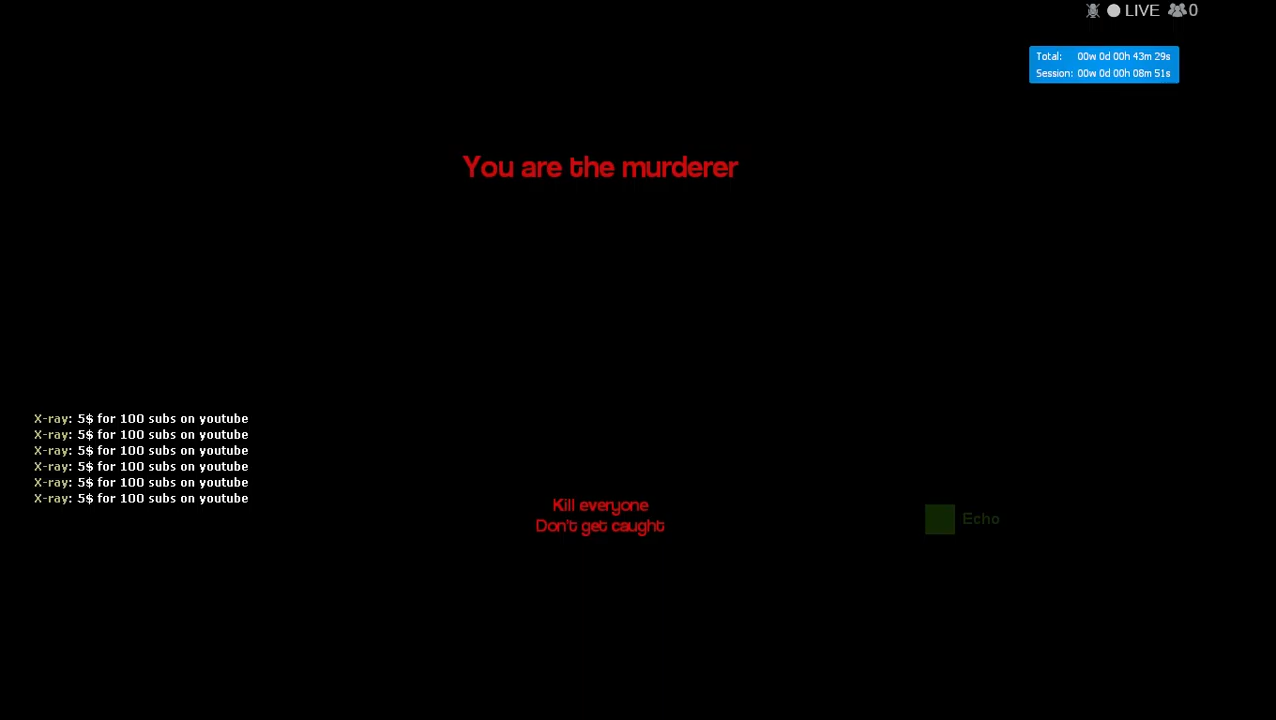 LIVE 0
Total: 00w 0d 00h 43m 29s
Session: 00w 0d 00h 08m 51s
You are the murderer
X-ray: 5$ for 100 subs on youtube
X-ray: 5$ for 100 subs on youtube
X-ray: 5$ for 100 subs on youtube
X-ray: 5$ for 100 subs on youtube
X-ray: 5$ for 100 subs on youtube
X-ray: 5$ for 100 subs on youtube
Kill everyone
Don't get caught
Echo